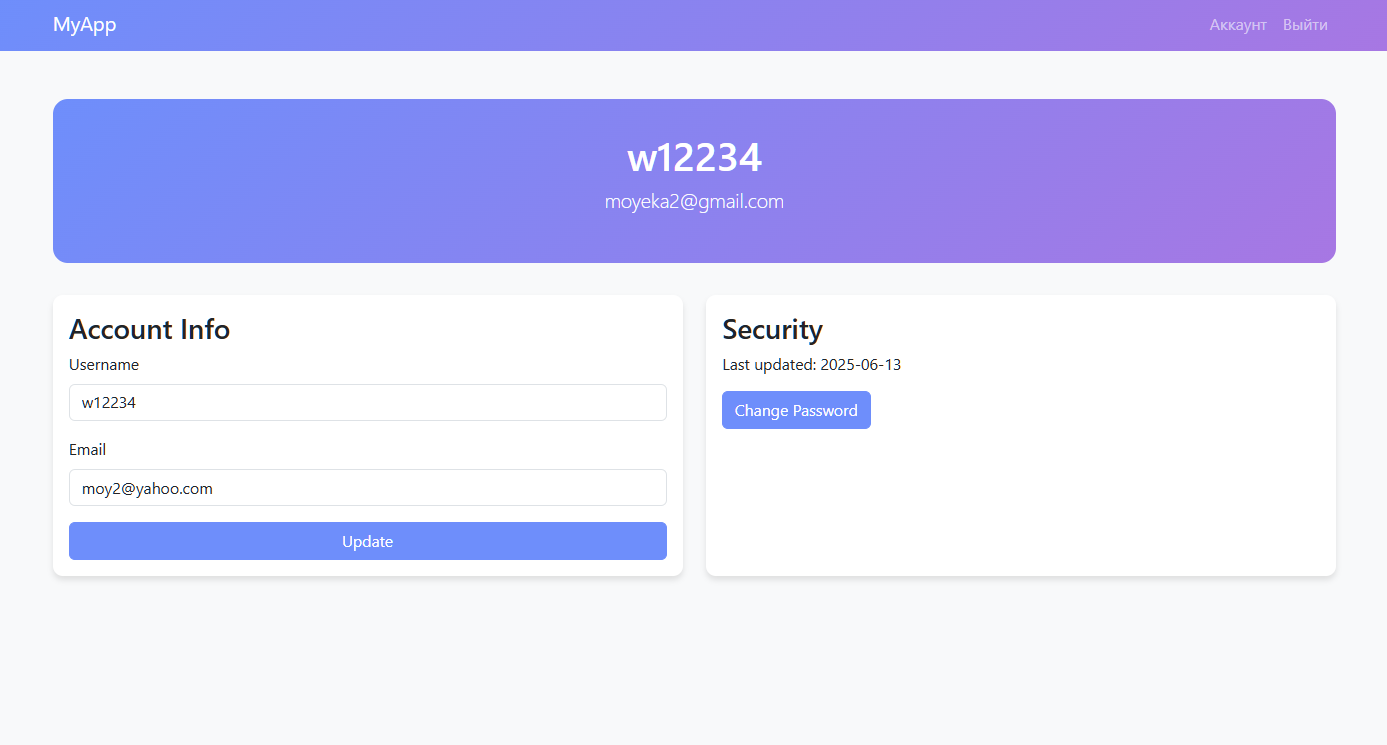 MyApp
Аккаунт Выйти
w12234
moyeka2@gmail.com
Account Info
Username
w12234
Email
moy2@yahoo.com
Update
Security
Last updated: 2025-06-13
Change Password